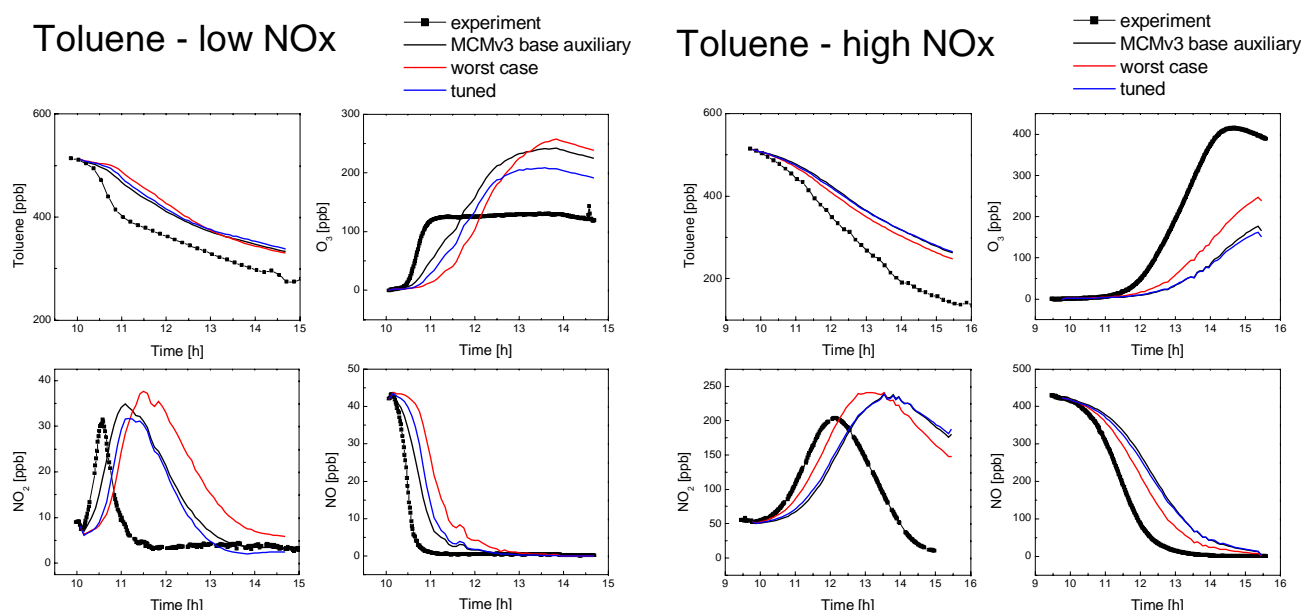 Toluene - low NOx
experiment
MCMv3 base auxiliary
worst case
tuned
600
400
200
Toluene [ppb]
10 11 12 13 14 15
Time [h]
300
200
100
0
O3 [ppb]
10 11 12 13 14 15
Time [h]
40
30
20
10
0
NO2 [ppb]
10 11 12 13 14 15
Time [h]
50
40
30
20
10
0
NO [ppb]
10 11 12 13 14 15
Time [h]
Toluene - high NOx
experiment
MCMv3 base auxiliary
worst case
tuned
600
400
200
0
Toluene [ppb]
9 10 11 12 13 14 15 16
Time [h]
400
300
200
100
0
O3 [ppb]
9 10 11 12 13 14 15 16
Time [h]
250
200
150
100
50
0
NO2 [ppb]
9 10 11 12 13 14 15 16
Time [h]
500
400
300
200
100
0
NO [ppb]
9 10 11 12 13 14 15 16
Time [h]